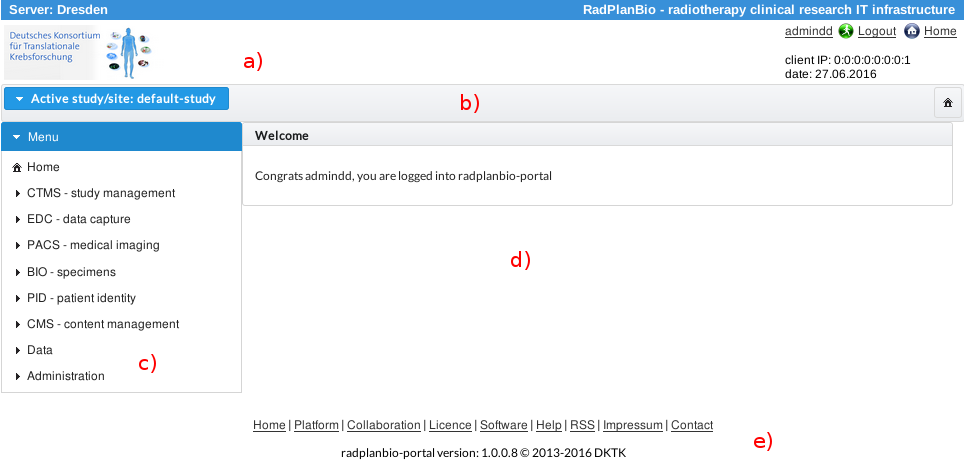 Server: Dresden RadPlanBio - radiotherapy clinical research IT infrastructure
Deutsches Konsortium
für Translationale
Krebsforschung
a)
admindd Logout Home
client IP: 0:0:0:0:0:0:0:1
date: 27.06.2016
Active study/site: default-study
b)
Menu
Home
CTMS - study management
EDC - data capture
PACS - medical imaging
BIO - specimens
PID - patient identity
CMS - content management
Data
Administration
c)
Welcome
Congrats admindd, you are logged into radplanbio-portal
d)
Home | Platform | Collaboration | Licence | Software | Help | RSS | Impressum | Contact
e)
radplanbio-portal version: 1.0.0.8 © 2013-2016 DKTK